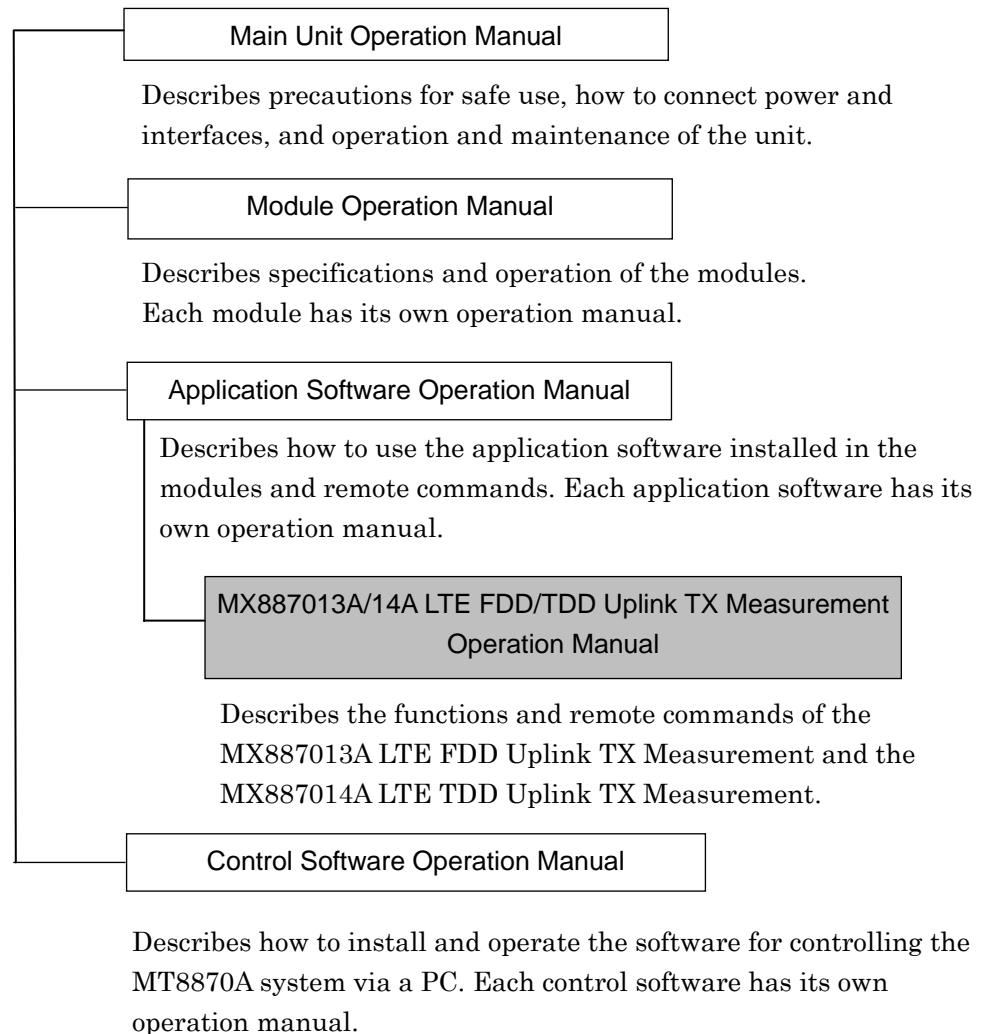 Main Unit Operation Manual
Describes precautions for safe use, how to connect power and
interfaces, and operation and maintenance of the unit.
Module Operation Manual
Describes specifications and operation of the modules.
Each module has its own operation manual.
Application Software Operation Manual
Describes how to use the application software installed in the
modules and remote commands. Each application software has its
own operation manual.
MX887013A/14A LTE FDD/TDD Uplink TX Measurement
Operation Manual
Describes the functions and remote commands of the
MX887013A LTE FDD Uplink TX Measurement and the
MX887014A LTE TDD Uplink TX Measurement.
Control Software Operation Manual
Describes how to install and operate the software for controlling the
MT8870A system via a PC. Each control software has its own
operation manual.